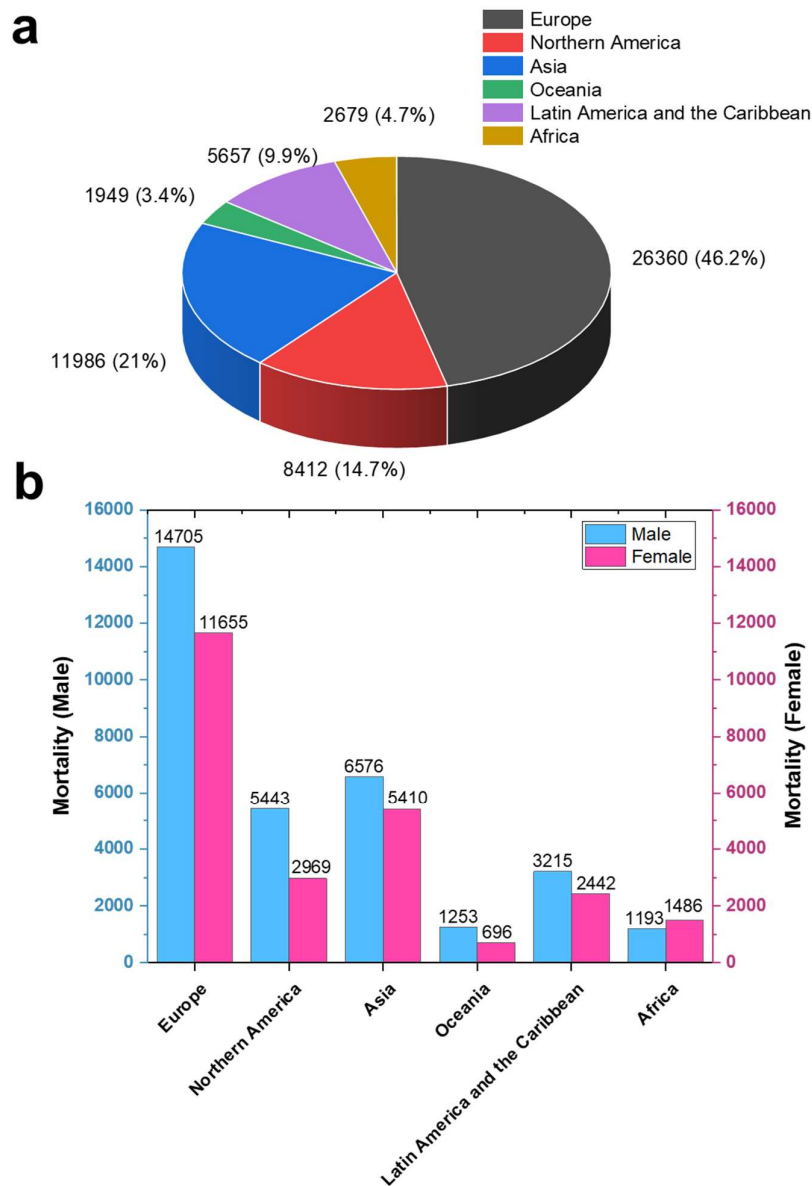 a
Europe
Northern America
Asia
Oceania
Latin America and the Caribbean
Africa
2679 (4.7%)
5657 (9.9%)
1949 (3.4%)
26360 (46.2%)
11986 (21%)
8412 (14.7%)
b
16000
14000
12000
10000
8000
6000
4000
2000
0
Mortality (Male)
14705
11655
5443
2969
6576
5410
1253
696
3215
2442
1193
1486
Male
Female
16000
14000
12000
10000
8000
6000
4000
2000
0
Mortality (Female)
Europe
Northern America
Asia
Oceania
Latin America and the Caribbean
Africa